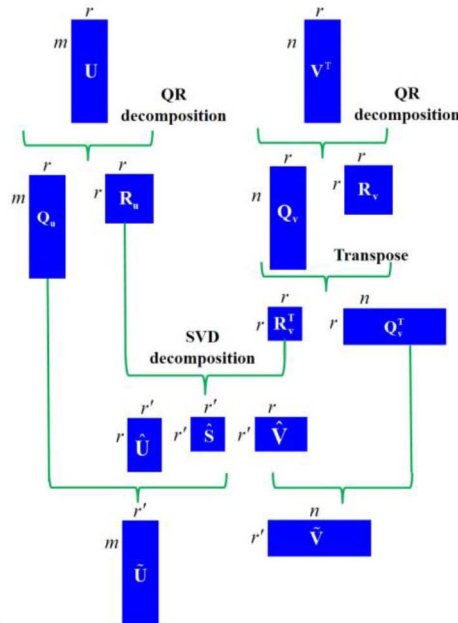 r
r
m
U
n
V^T
QR
decomposition
QR
decomposition
r
r
r
r
m
Q_u
r
R_u
n
Q_v
r
R_v
Transpose
r
n
r
R_v^T
r
Q_v^T
SVD
decomposition
r′
r′
r
r
Û
r′
Ŝ
r′
V̂
r′
n
m
Ũ
r′
Ṽ